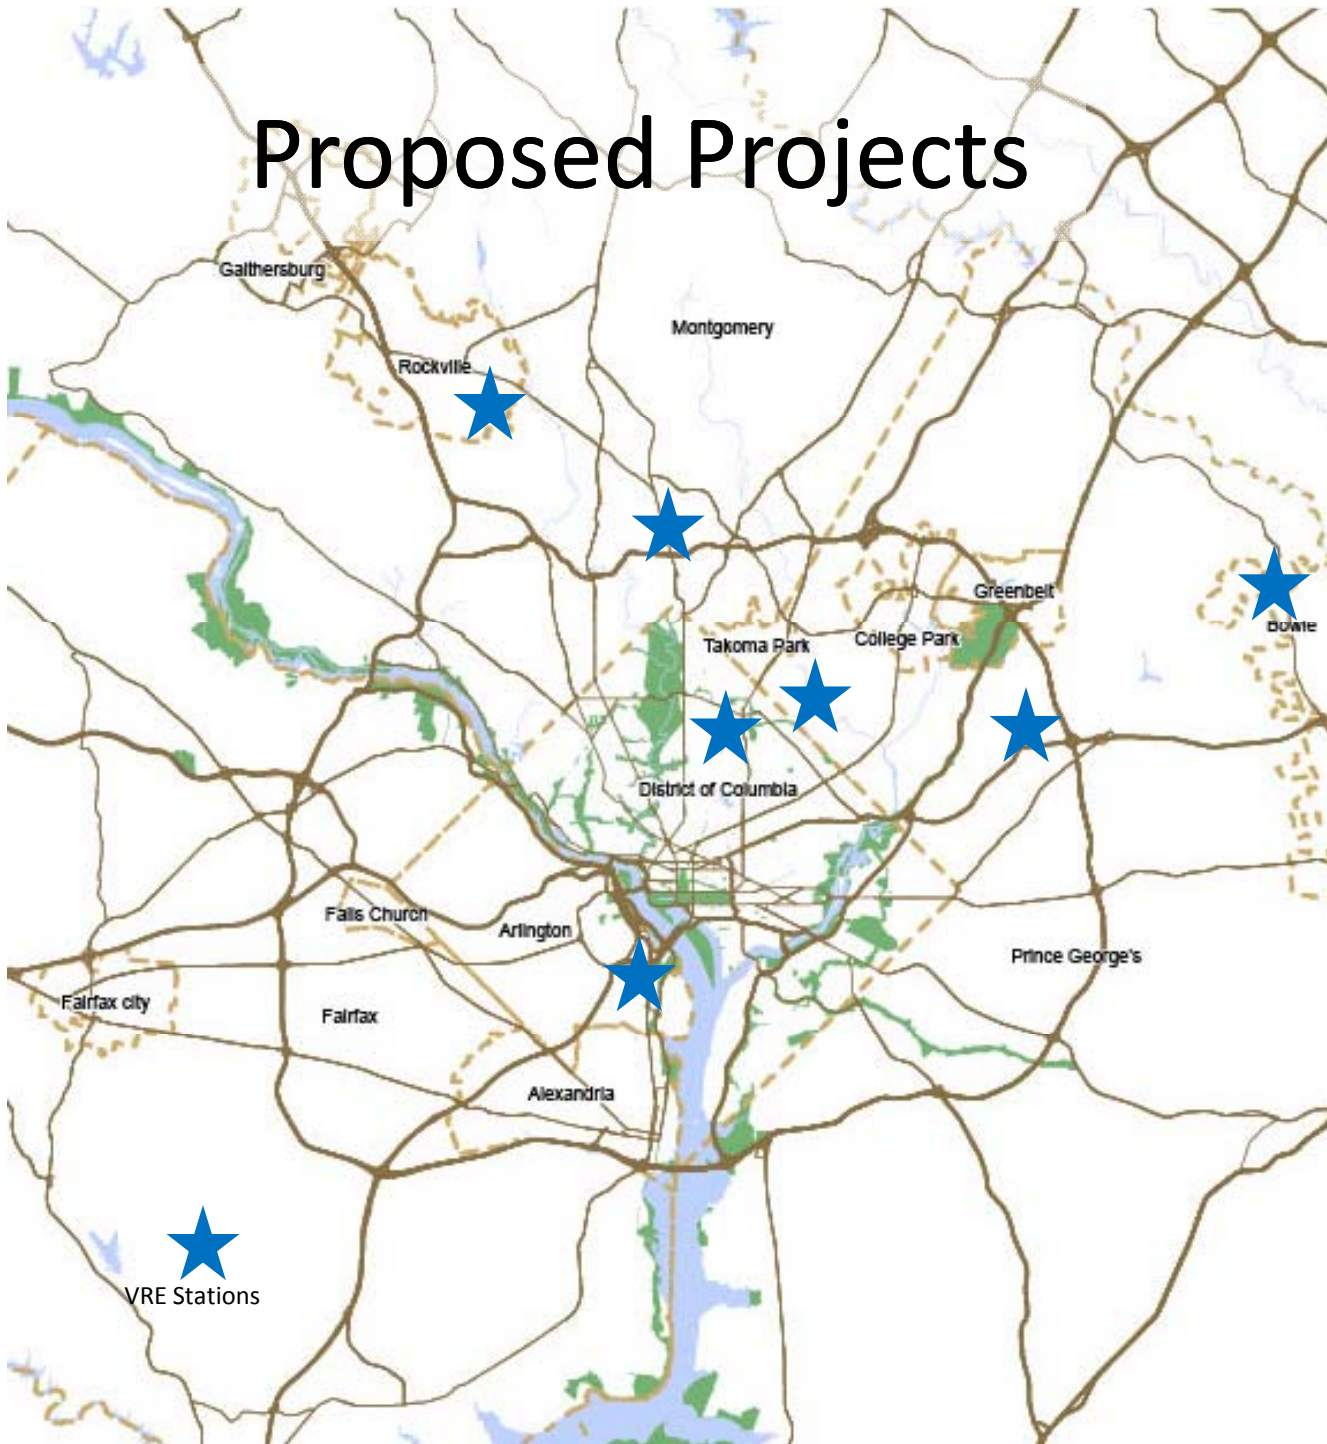 Proposed Projects
Gaithersburg
Montgomery
Rockville
Greenbelt
Bowie
College Park
Takoma Park
District of Columbia
Falls Church
Arlington
Prince George's
Fairfax city
Fairfax
Alexandria
VRE Stations